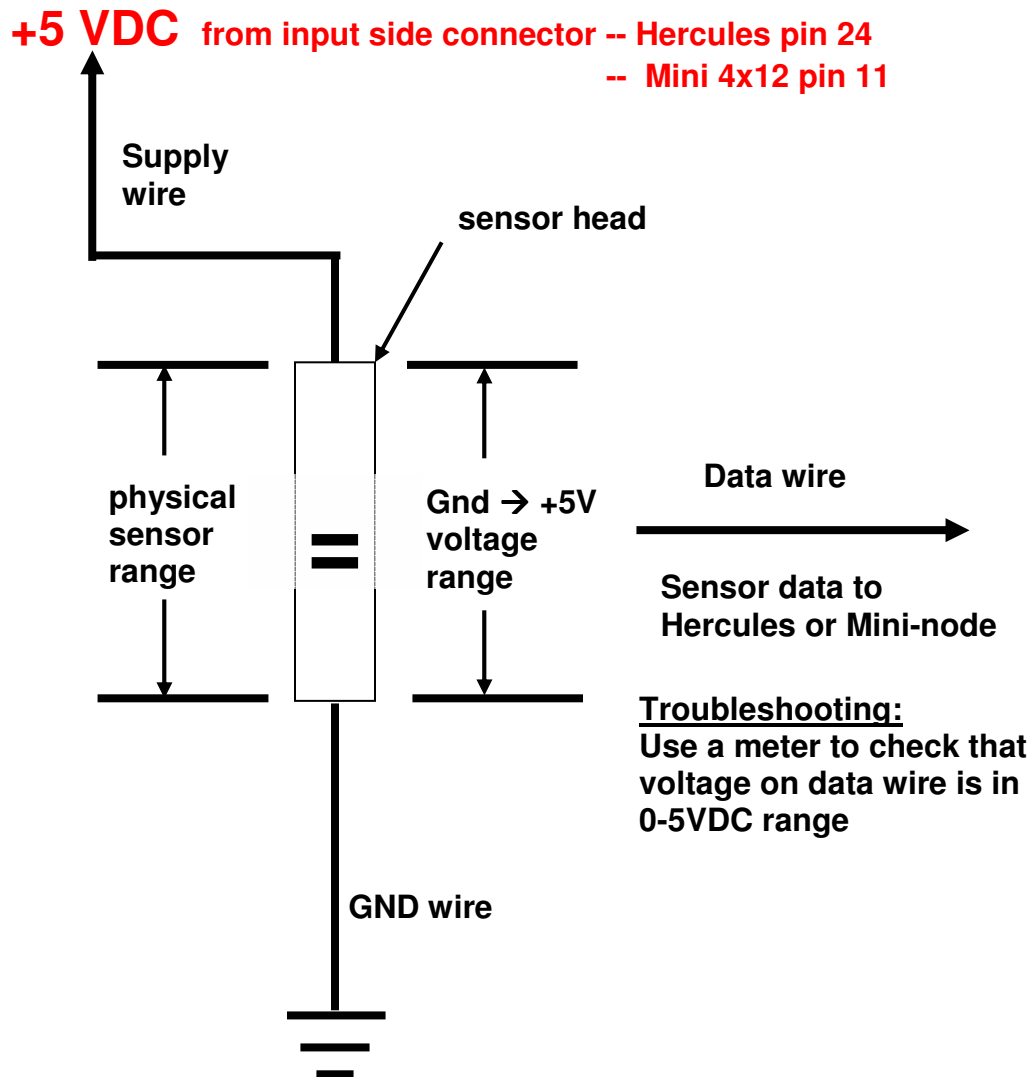 +5 VDC from input side connector -- Hercules pin 24
-- Mini 4x12 pin 11
Supply
wire
sensor head
physical
sensor
range
=
Gnd → +5V
voltage
range
Data wire
Sensor data to
Hercules or Mini-node
Troubleshooting:
Use a meter to check that
voltage on data wire is in
0-5VDC range
GND wire